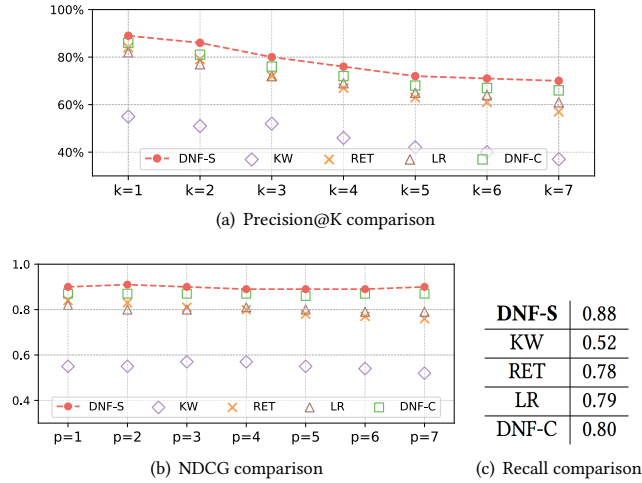 100%
80%
60%
40%
DNF-S KW RET LR DNF-C
k=1 k=2 k=3 k=4 k=5 k=6 k=7
(a) Precision@K comparison
1.0
0.8
0.6
0.4
DNF-S KW RET LR DNF-C
p=1 p=2 p=3 p=4 p=5 p=6 p=7
(b) NDCG comparison
DNF-S 0.88
KW 0.52
RET 0.78
LR 0.79
DNF-C 0.80
(c) Recall comparison